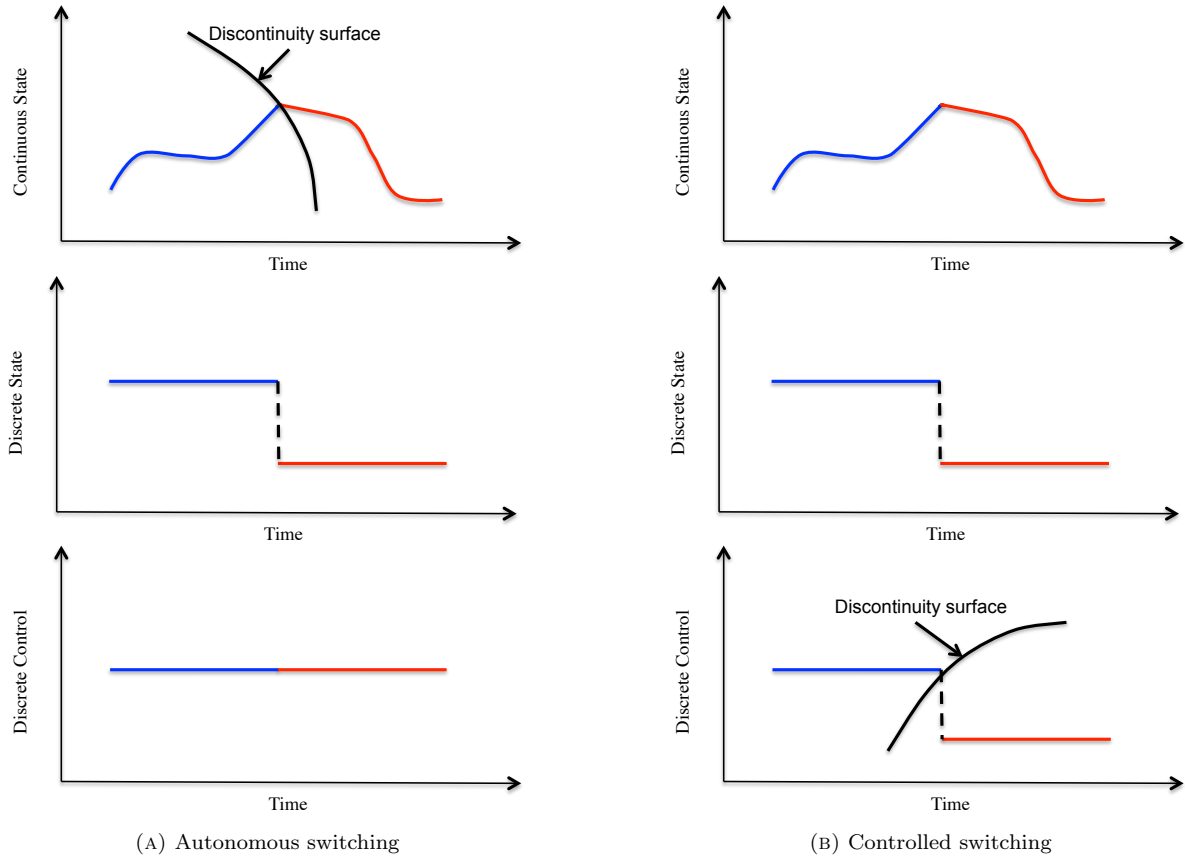 Discontinuity surface
Continuous State
Time
Continuous State
Time
Discrete State
Time
Discrete State
Time
Discrete Control
Time
Discontinuity surface
Discrete Control
Time
(A) Autonomous switching
(B) Controlled switching